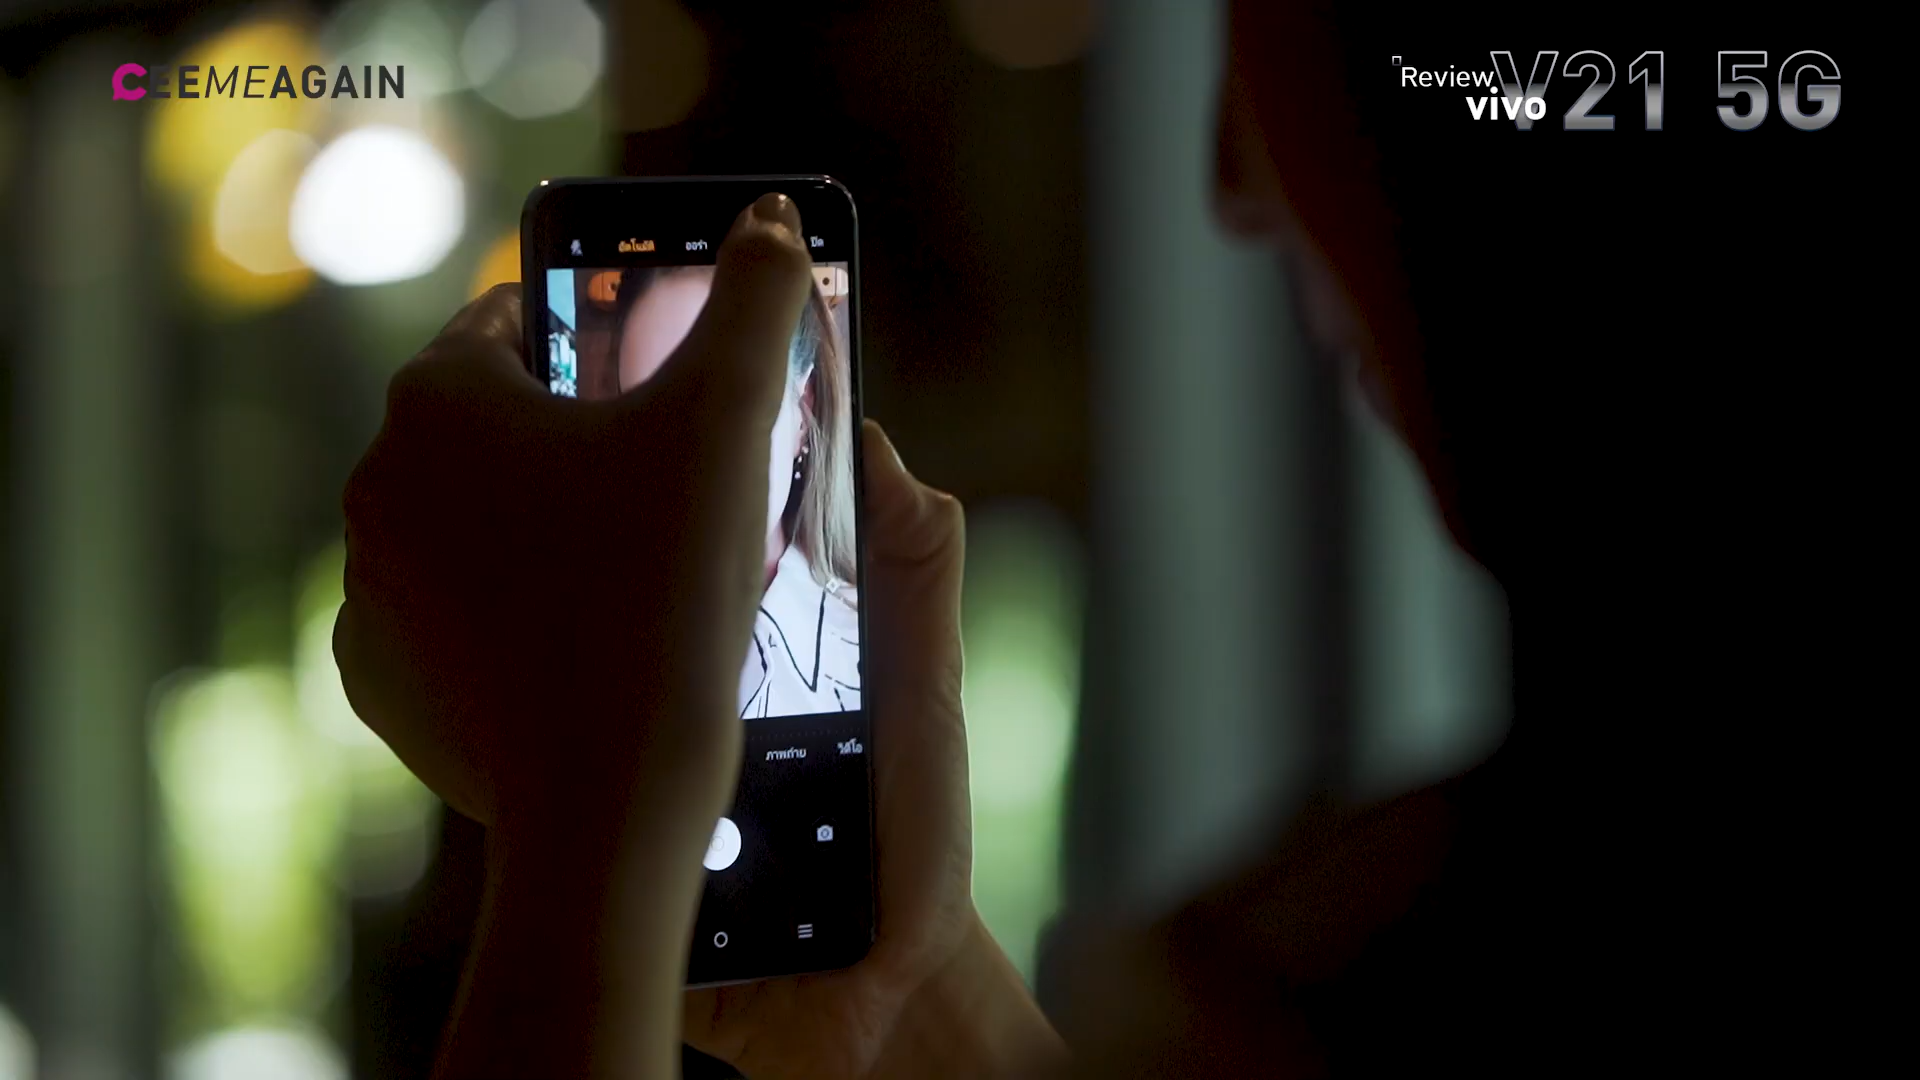 CEEMEAGAIN
Review
vivo V21 5G
อัตโนมัติ ออร่า ปิด
ภาพถ่าย วิดีโอ